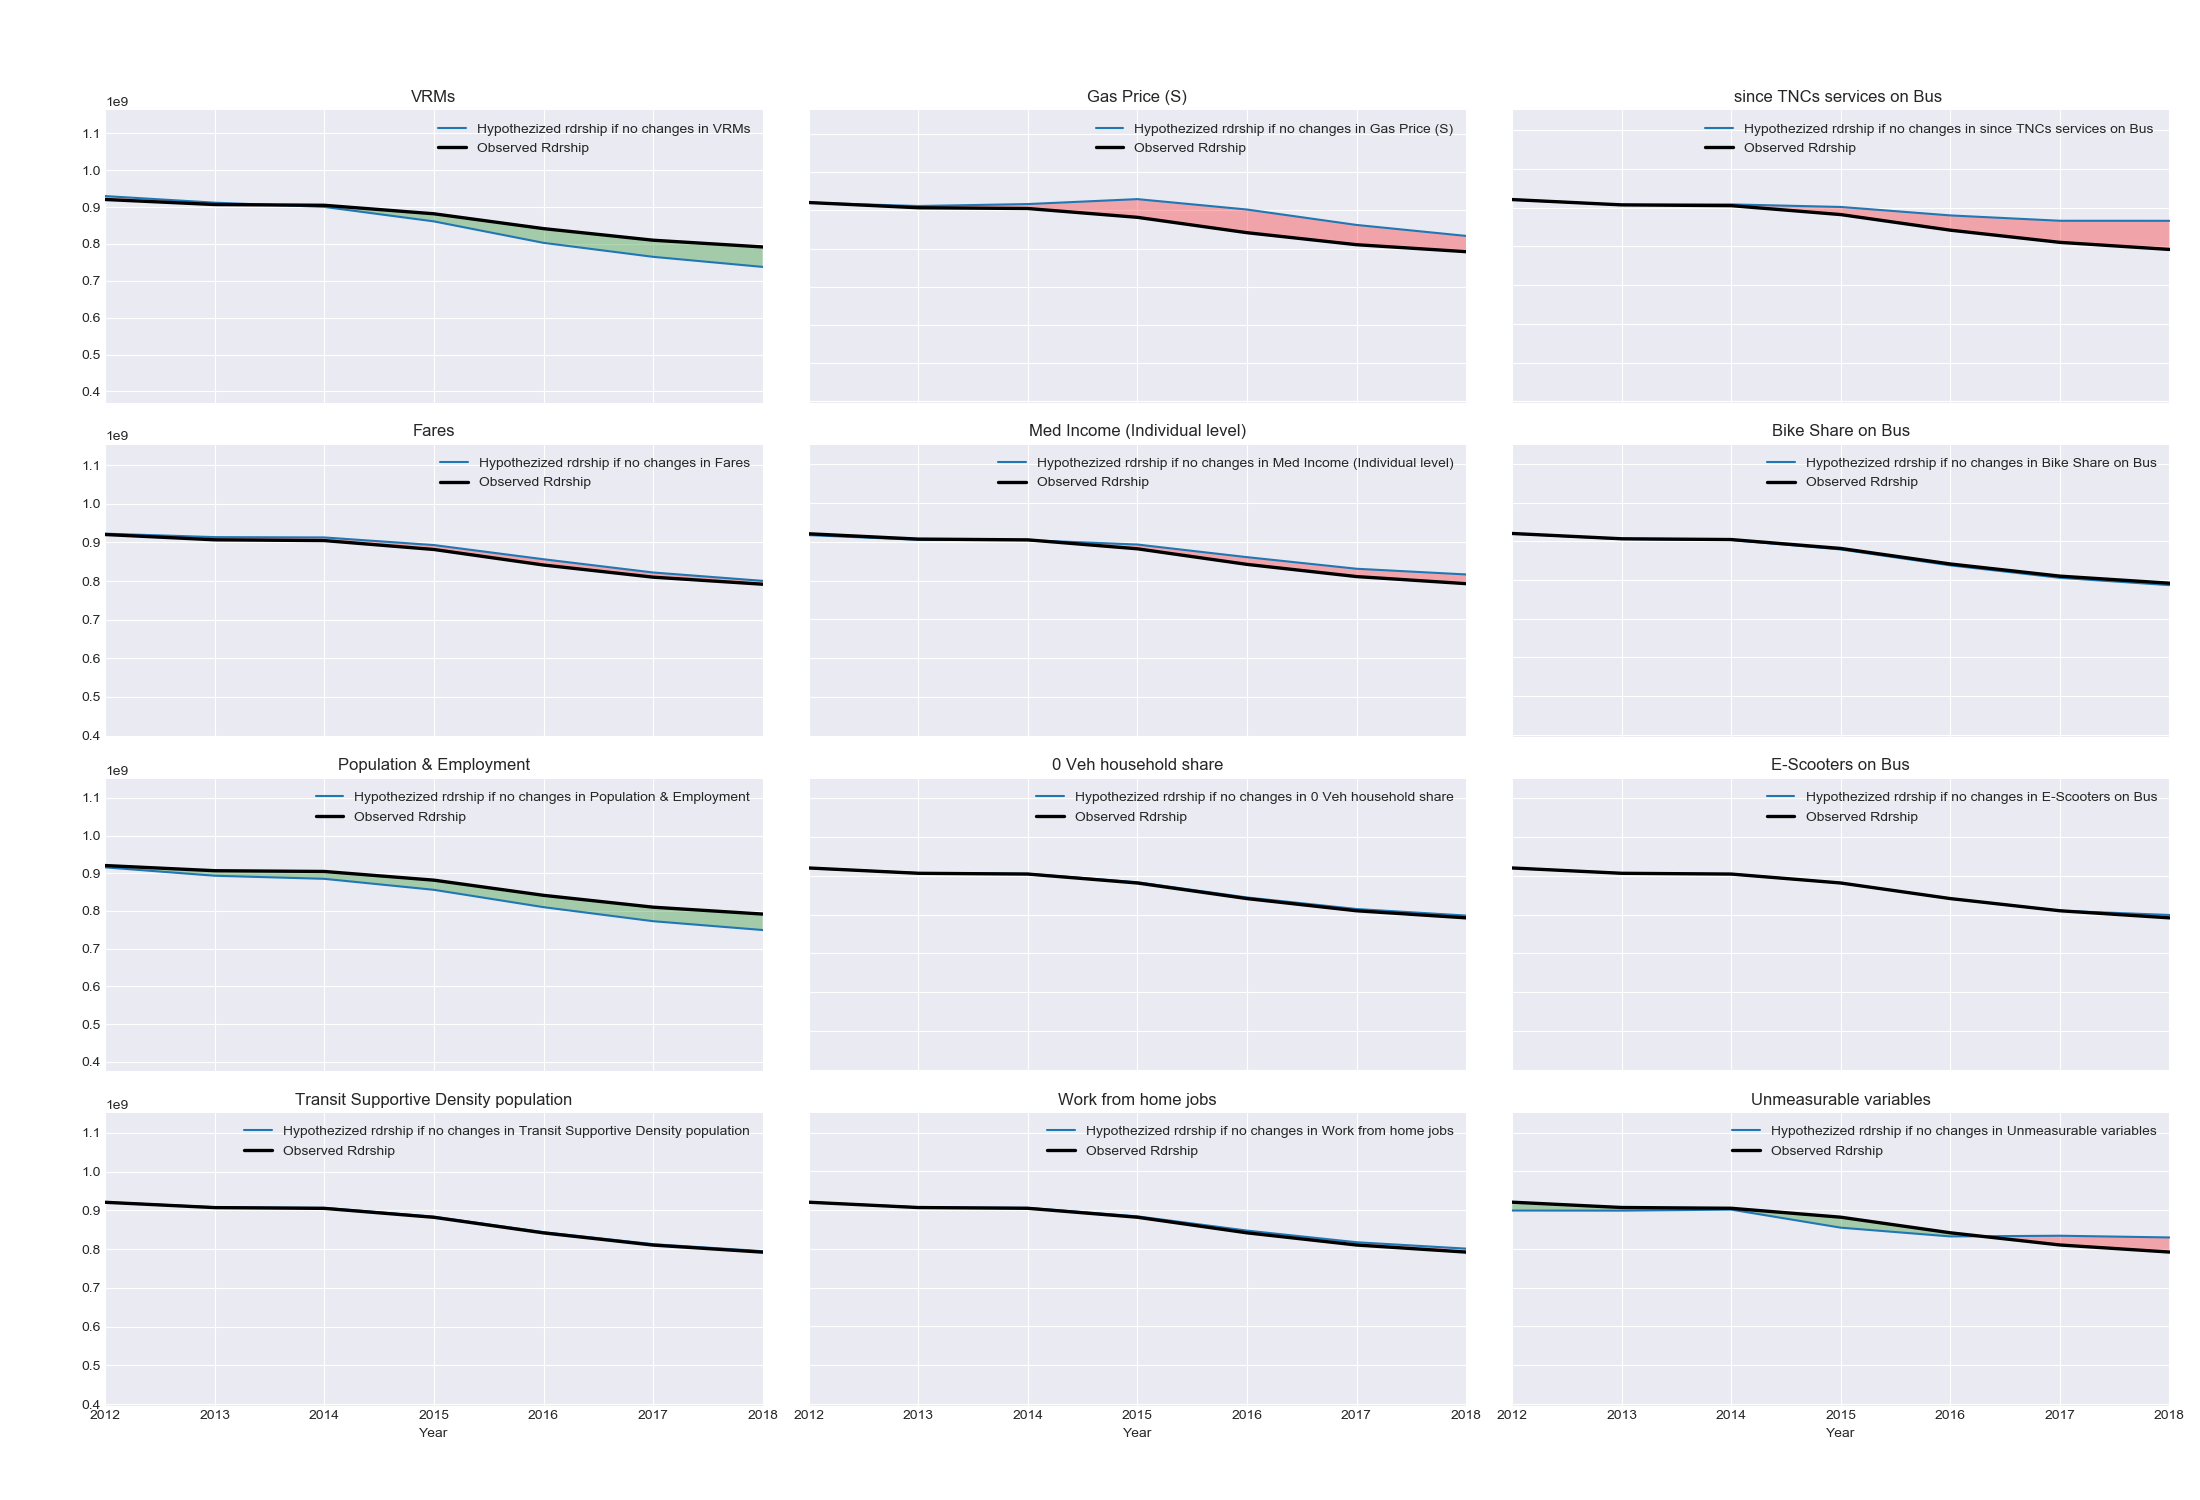 VRMs
1e9
Hypothezized rdrship if no changes in VRMs
Observed Rdrship
1.1
1.0
0.9
0.8
0.7
0.6
0.5
0.4
Gas Price (S)
Hypothezized rdrship if no changes in Gas Price (S)
Observed Rdrship
since TNCs services on Bus
Hypothezized rdrship if no changes in since TNCs services on Bus
Observed Rdrship
Fares
1e9
Hypothezized rdrship if no changes in Fares
Observed Rdrship
1.1
1.0
0.9
0.8
0.7
0.6
0.5
0.4
Med Income (Individual level)
Hypothezized rdrship if no changes in Med Income (Individual level)
Observed Rdrship
Bike Share on Bus
Hypothezized rdrship if no changes in Bike Share on Bus
Observed Rdrship
Population & Employment
1e9
Hypothezized rdrship if no changes in Population & Employment
Observed Rdrship
1.1
1.0
0.9
0.8
0.7
0.6
0.5
0.4
0 Veh household share
Hypothezized rdrship if no changes in 0 Veh household share
Observed Rdrship
E-Scooters on Bus
Hypothezized rdrship if no changes in E-Scooters on Bus
Observed Rdrship
Transit Supportive Density population
1e9
Hypothezized rdrship if no changes in Transit Supportive Density population
Observed Rdrship
1.1
1.0
0.9
0.8
0.7
0.6
0.5
0.4
2012 2013 2014 2015 2016 2017 2018
Year
Work from home jobs
Hypothezized rdrship if no changes in Work from home jobs
Observed Rdrship
2012 2013 2014 2015 2016 2017 2018
Year
Unmeasurable variables
Hypothezized rdrship if no changes in Unmeasurable variables
Observed Rdrship
2012 2013 2014 2015 2016 2017 2018
Year